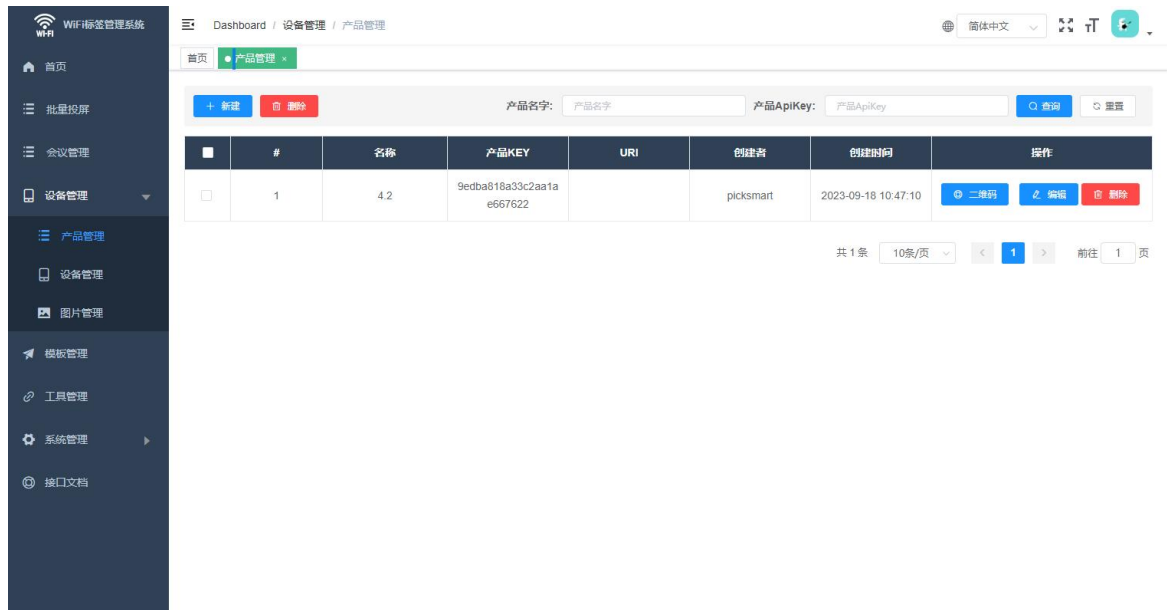 WI-FI WiFi标签管理系统
Dashboard / 设备管理 / 产品管理
简体中文
首页
产品管理 ×
首页
批量投屏
会议管理
设备管理
产品管理
设备管理
图片管理
模板管理
工具管理
系统管理
接口文档
+ 新建 删除 产品名字: 产品名字 产品ApiKey: 产品ApiKey 查询 重置
# 名称 产品KEY URI 创建者 创建时间 操作
1 4.2 9edba818a33c2aa1a picksmart 2023-09-18 10:47:10 二维码 编辑 删除
e667622
共 1 条 10条/页 < 1 > 前往 1 页